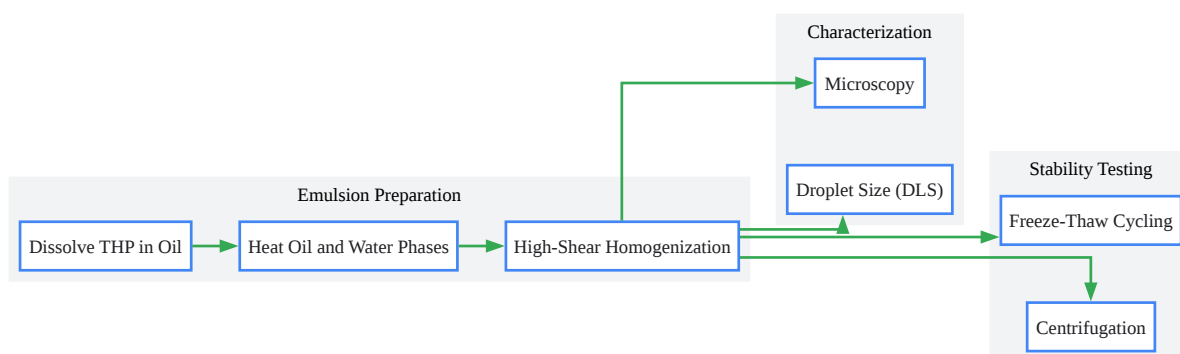 Characterization
Microscopy
Droplet Size (DLS)
Stability Testing
Freeze-Thaw Cycling
Centrifugation
Emulsion Preparation
Dissolve THP in Oil
Heat Oil and Water Phases
High-Shear Homogenization